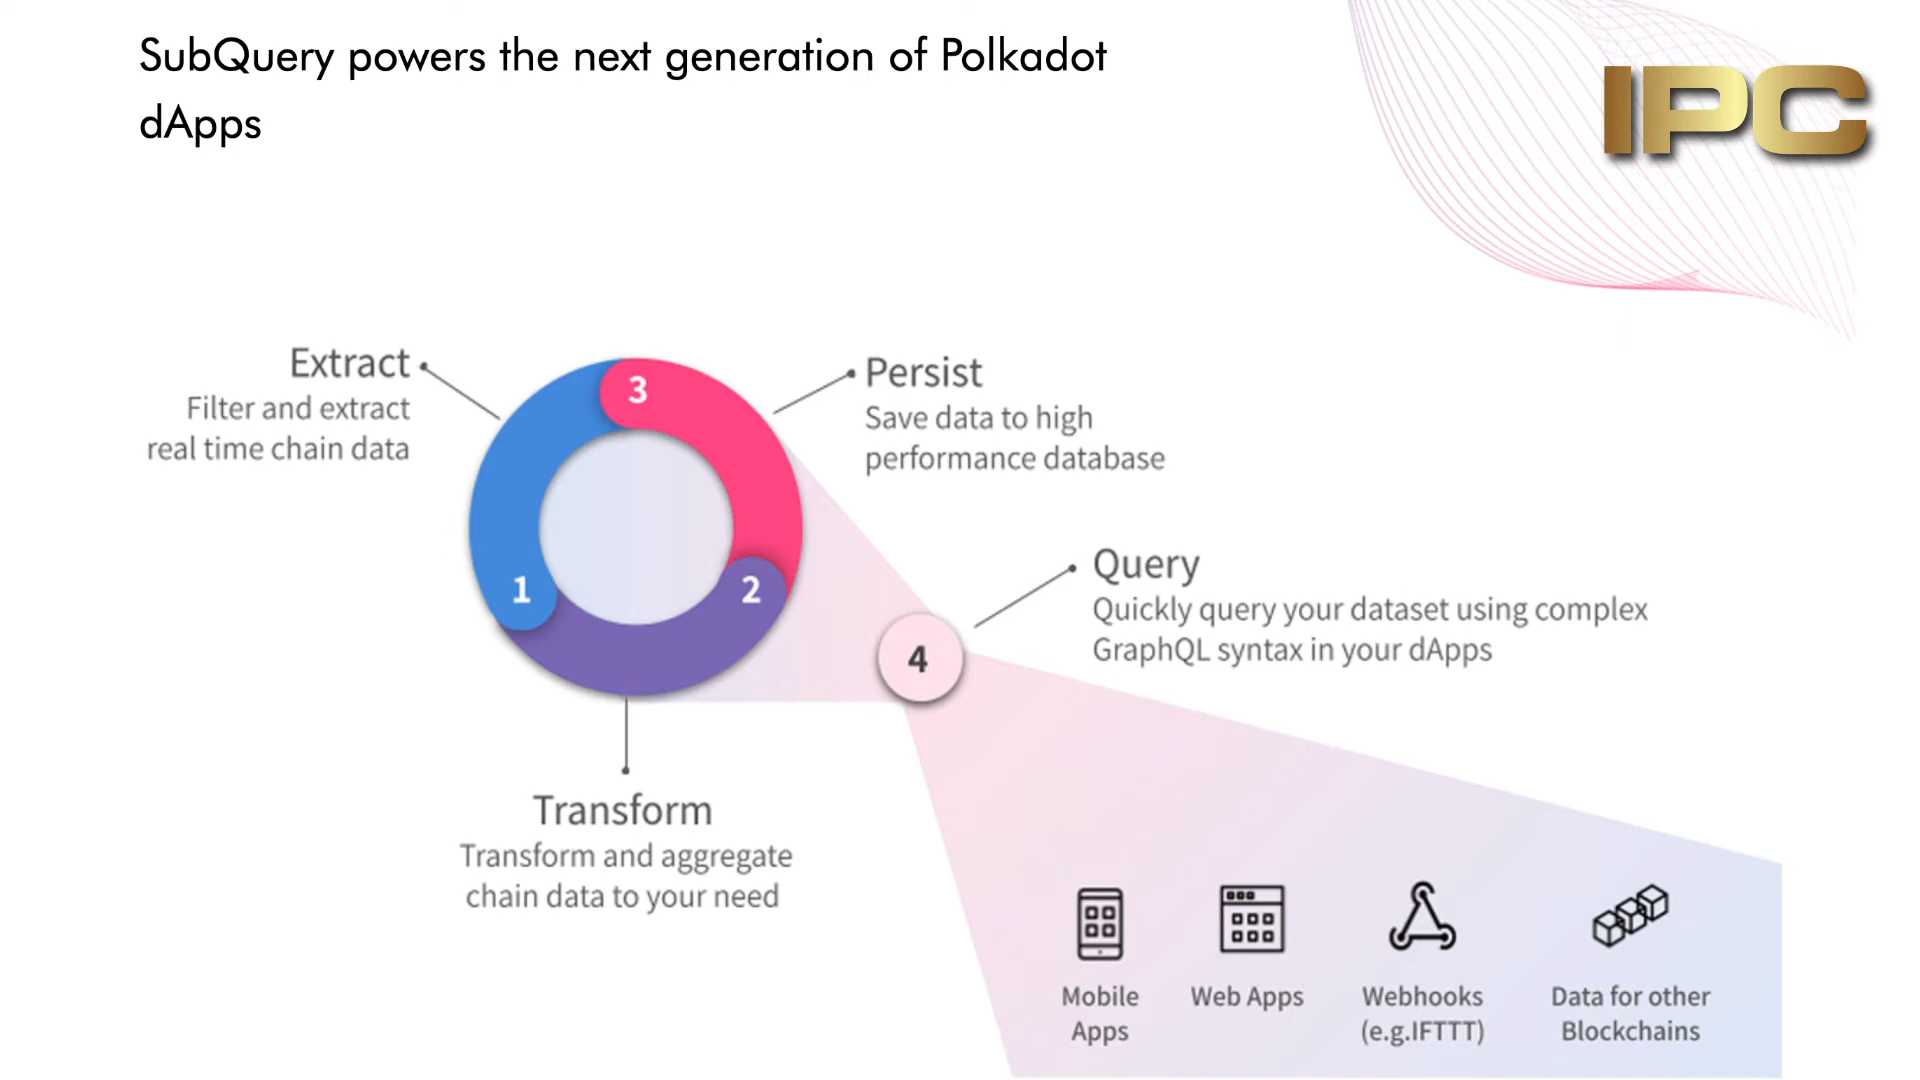 SubQuery powers the next generation of Polkadot
dApps
IPC
Extract
Filter and extract
real time chain data
3
Persist
Save data to high
performance database
1
2
Query
Quickly query your dataset using complex
GraphQL syntax in your dApps
4
Transform
Transform and aggregate
chain data to your need
Mobile
Apps
Web Apps
Webhooks
(e.g.IFTTT)
Data for other
Blockchains